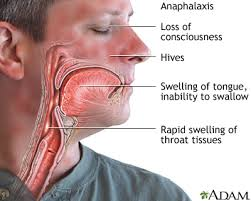 Anaphalaxis
Loss of
consciousness
Hives
Swelling of tongue,
inability to swallow
Rapid swelling of
throat tissues
ADAM